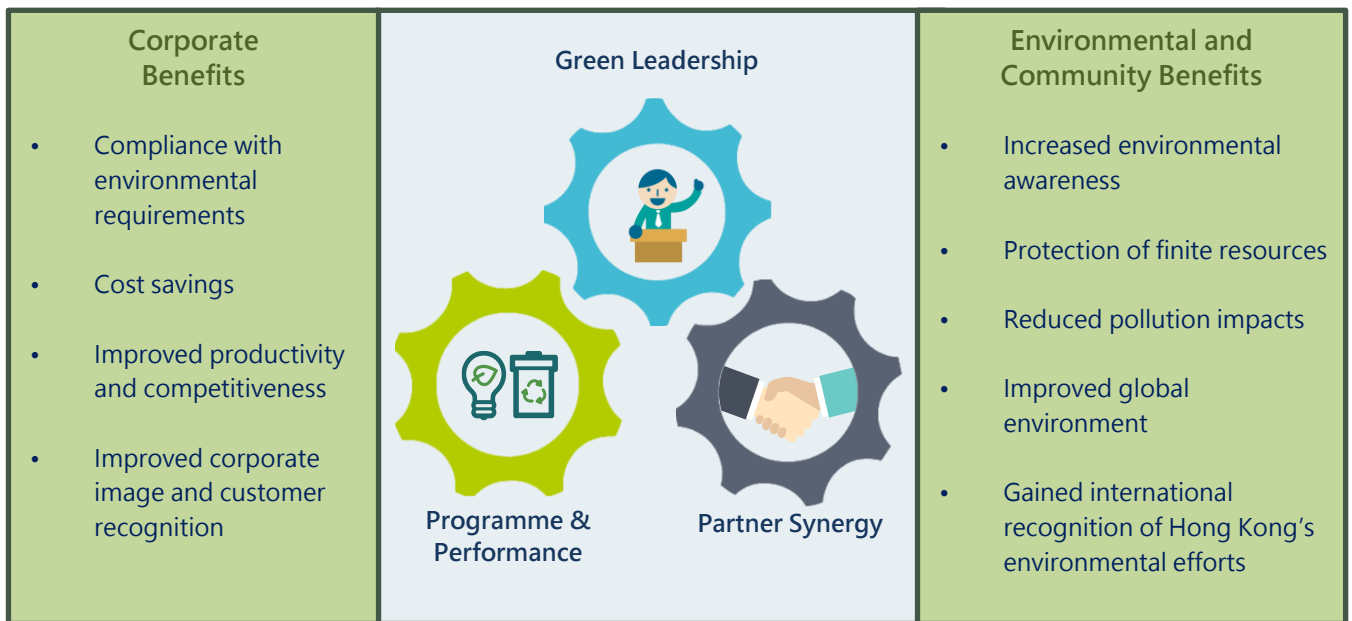 Corporate
Benefits
• Compliance with
environmental
requirements
• Cost savings
• Improved productivity
and competitiveness
• Improved corporate
image and customer
recognition
Green Leadership
Programme &
Performance
Partner Synergy
Environmental and
Community Benefits
• Increased environmental
awareness
• Protection of finite resources
• Reduced pollution impacts
• Improved global
environment
• Gained international
recognition of Hong Kong’s
environmental efforts